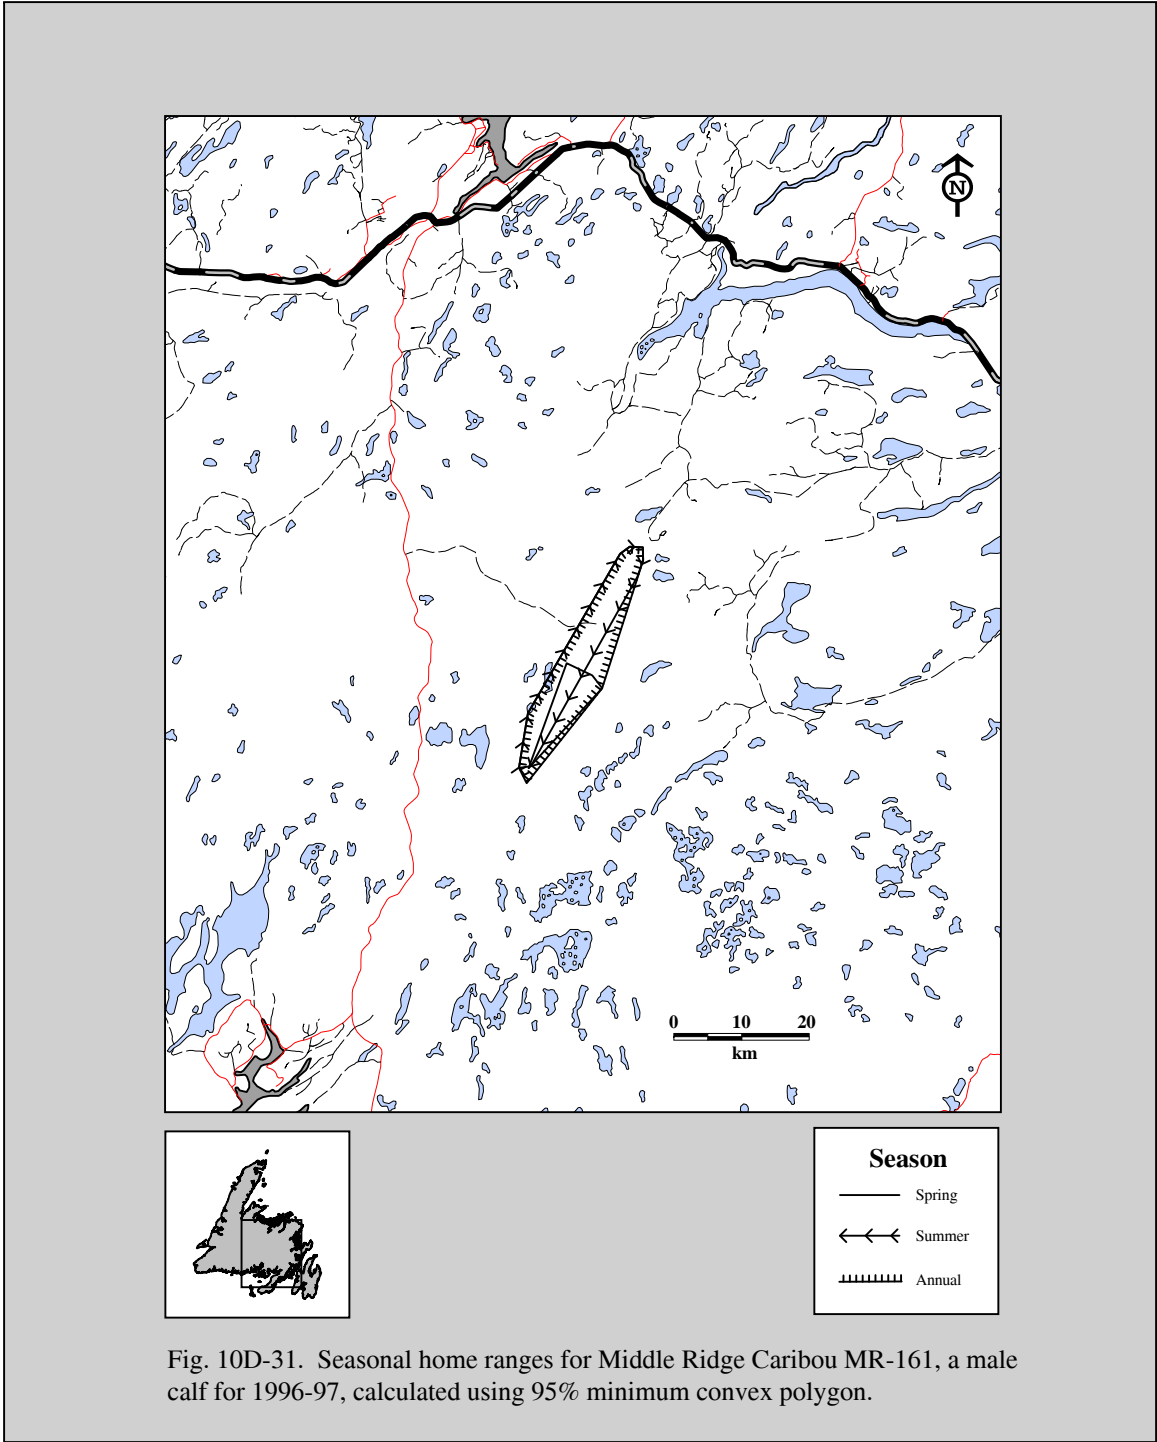 N
0 10 20
km
Season
Spring
Summer
Annual
Fig. 10D-31. Seasonal home ranges for Middle Ridge Caribou MR-161, a male
calf for 1996-97, calculated using 95% minimum convex polygon.